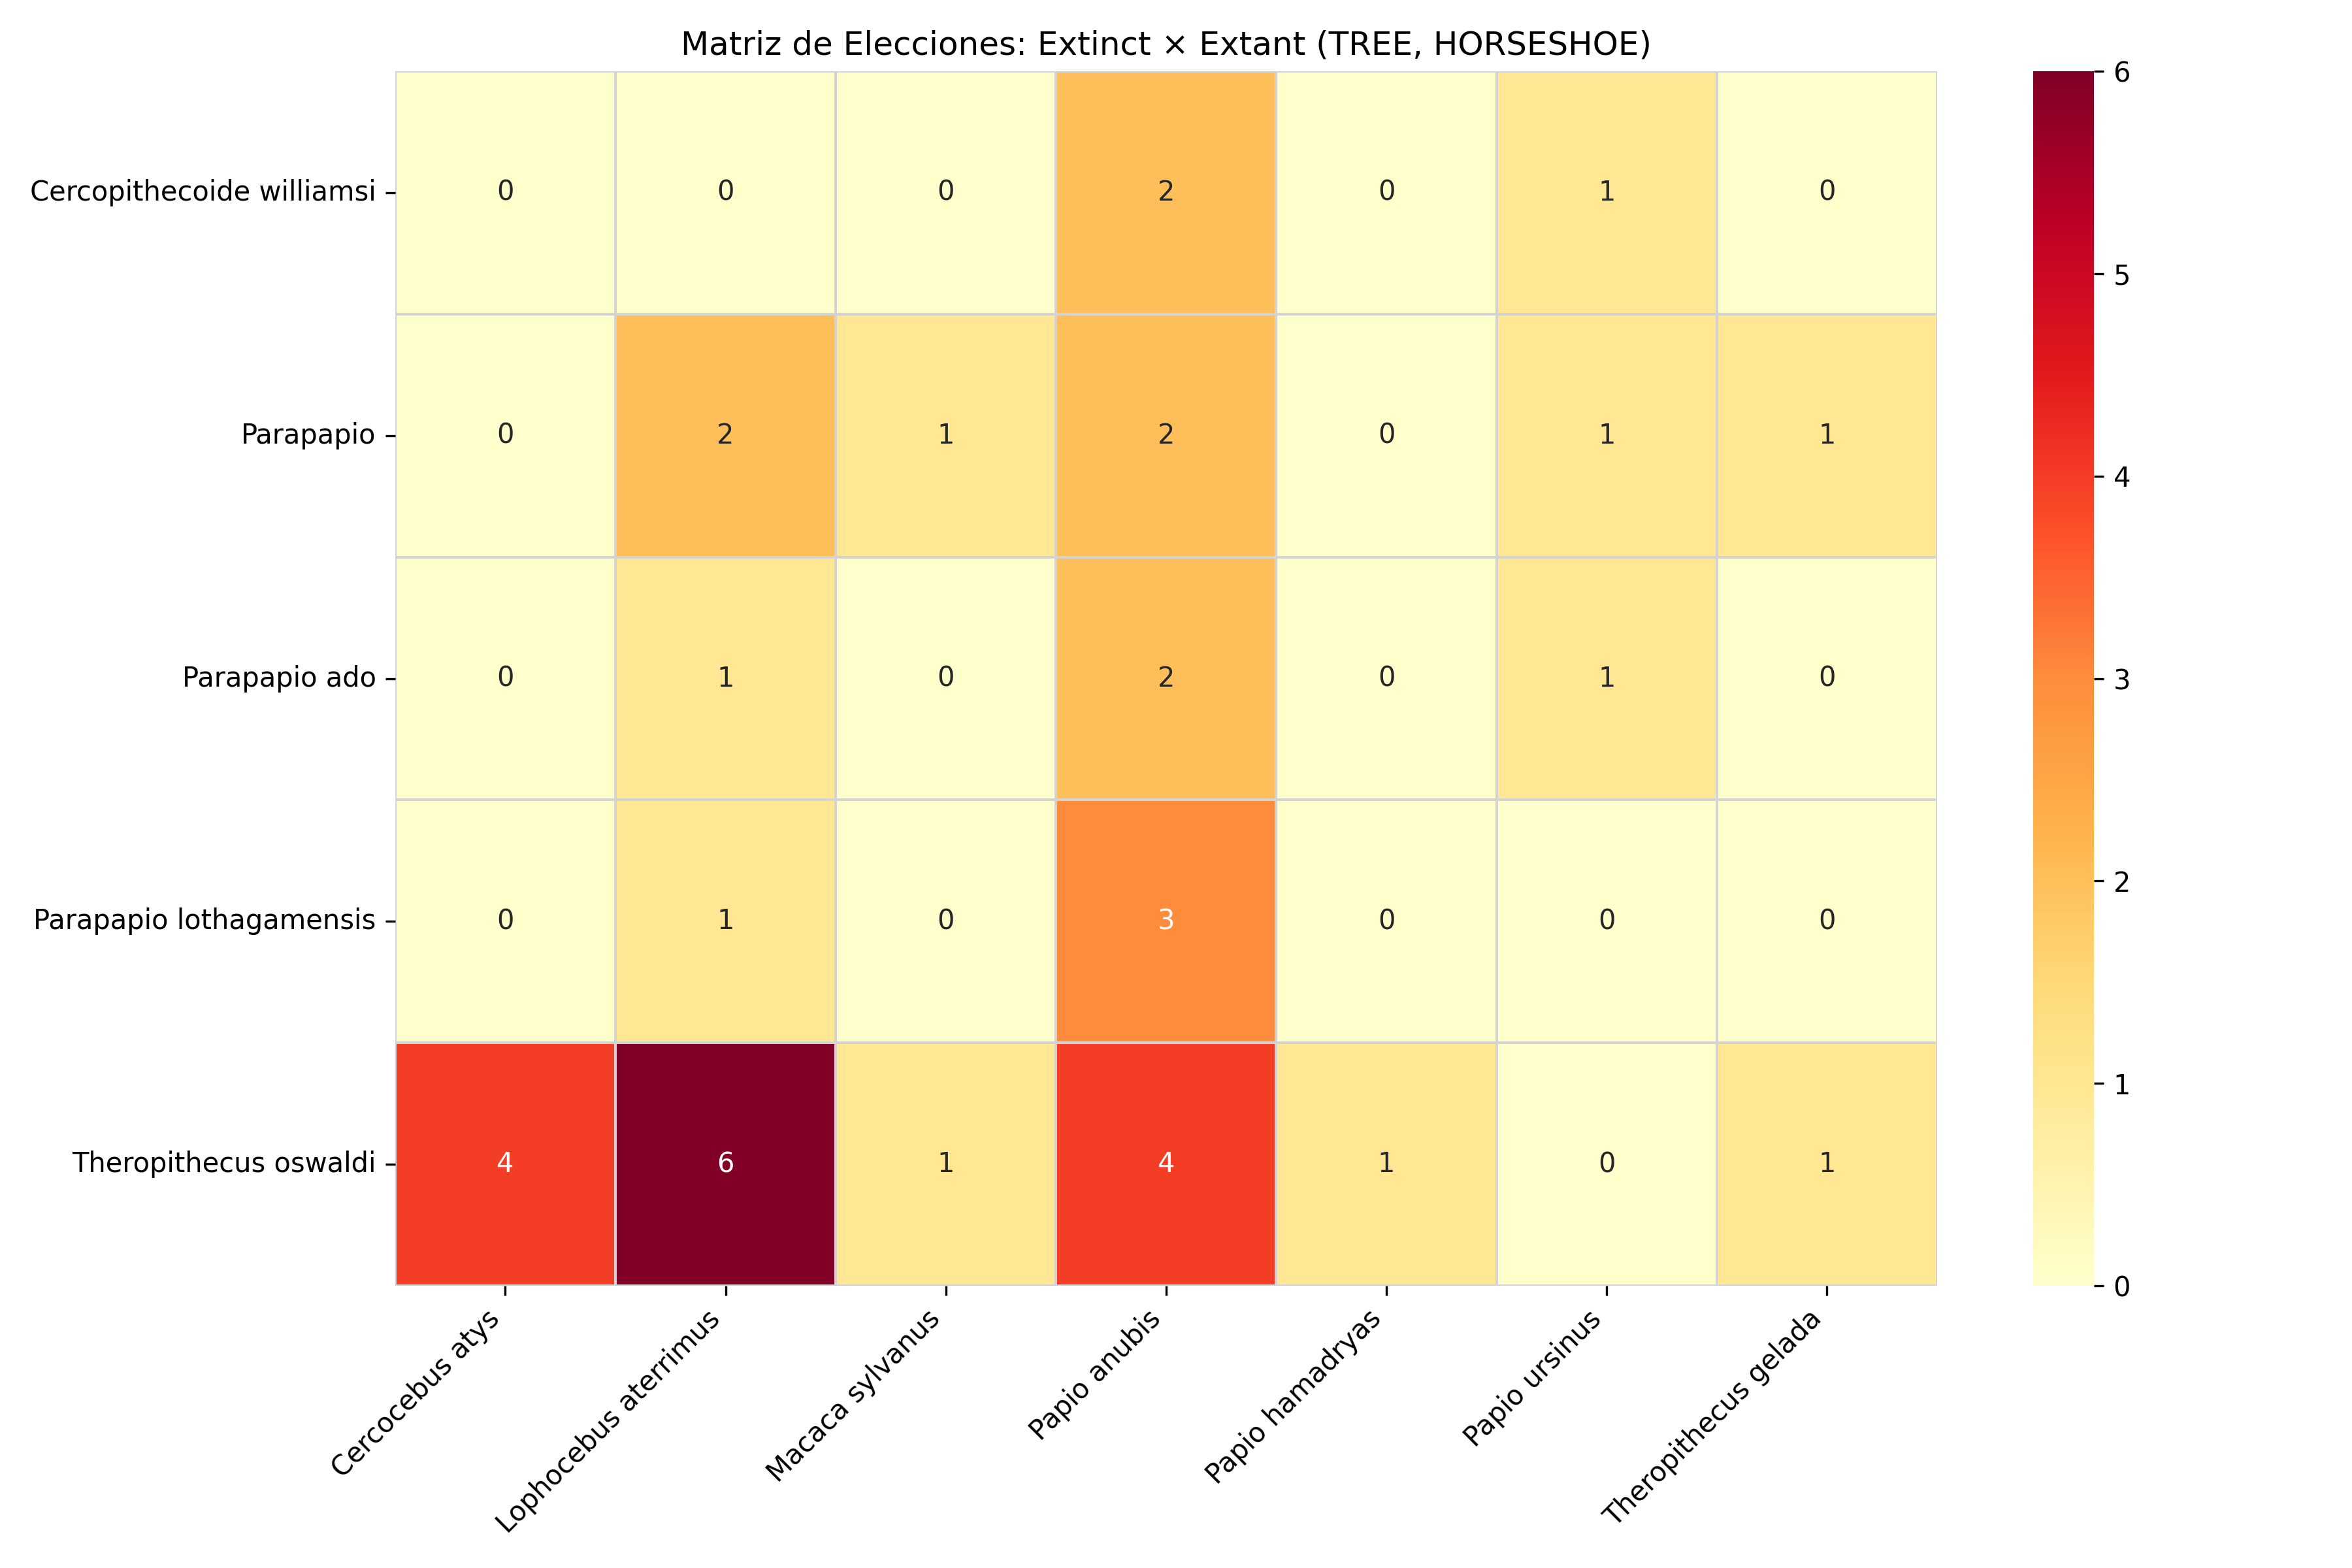 Matriz de Elecciones: Extinct × Extant (TREE, HORSESHOE)
Cercopithecoide williamsi 0 0 0 2 0 1 0
Parapapio 0 2 1 2 0 1 1
Parapapio ado 0 1 0 2 0 1 0
Parapapio lothagamensis 0 1 0 3 0 0 0
Theropithecus oswaldi 4 6 1 4 1 0 1
Cercocebus atys
Lophocebus aterrimus
Macaca sylvanus
Papio anubis
Papio hamadryas
Papio ursinus
Theropithecus gelada
6
5
4
3
2
1
0